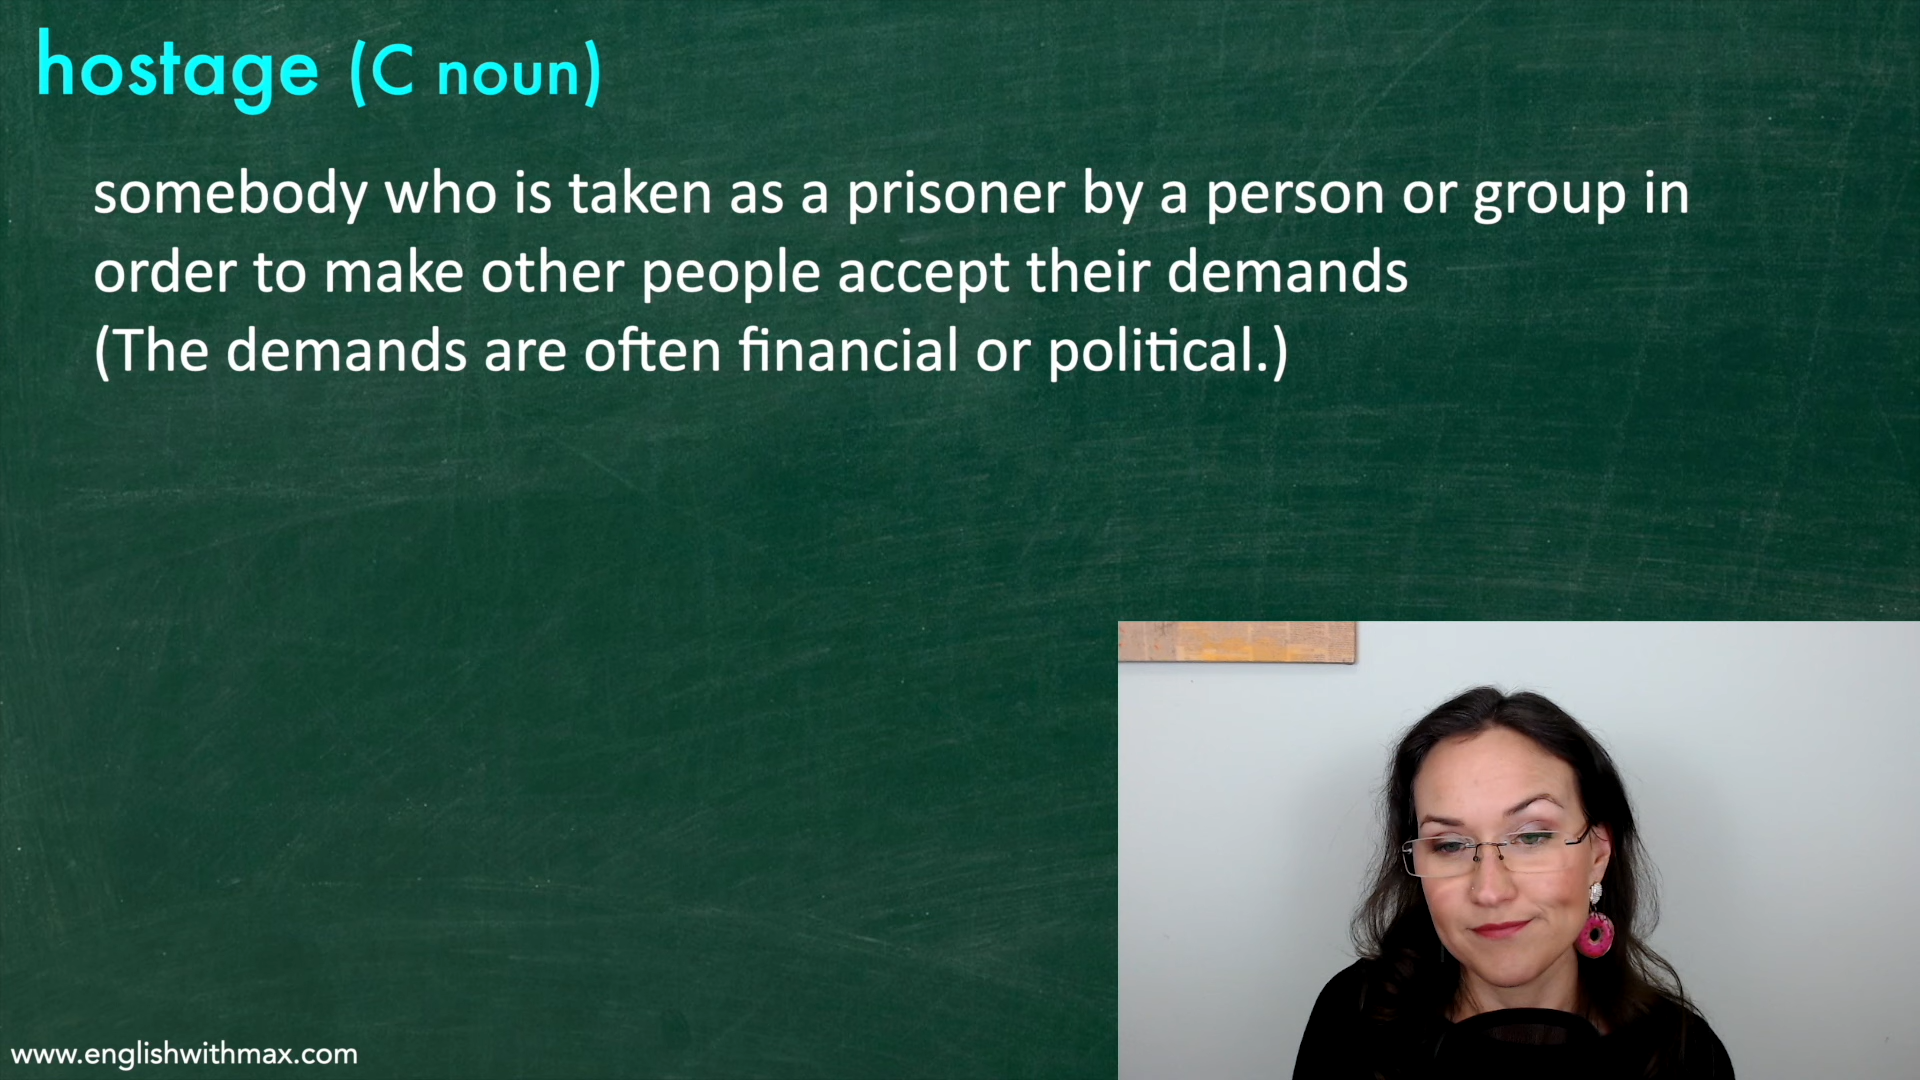 hostage (C noun)
somebody who is taken as a prisoner by a person or group in
order to make other people accept their demands
(The demands are often financial or political.)
www.englishwithmax.com